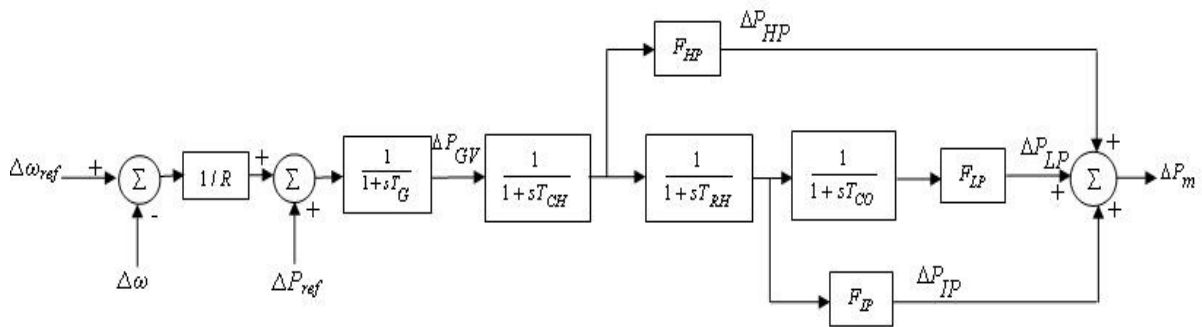 ΔP_HP
F_HP
Δω_ref + Σ - 1/R + Σ + 1/(1+sT_G) ΔP_GV 1/(1+sT_CH) 1/(1+sT_RH) 1/(1+sT_CO) F_LP ΔP_LP + + Σ + ΔP_m
Δω ΔP_ref
F_IP ΔP_IP